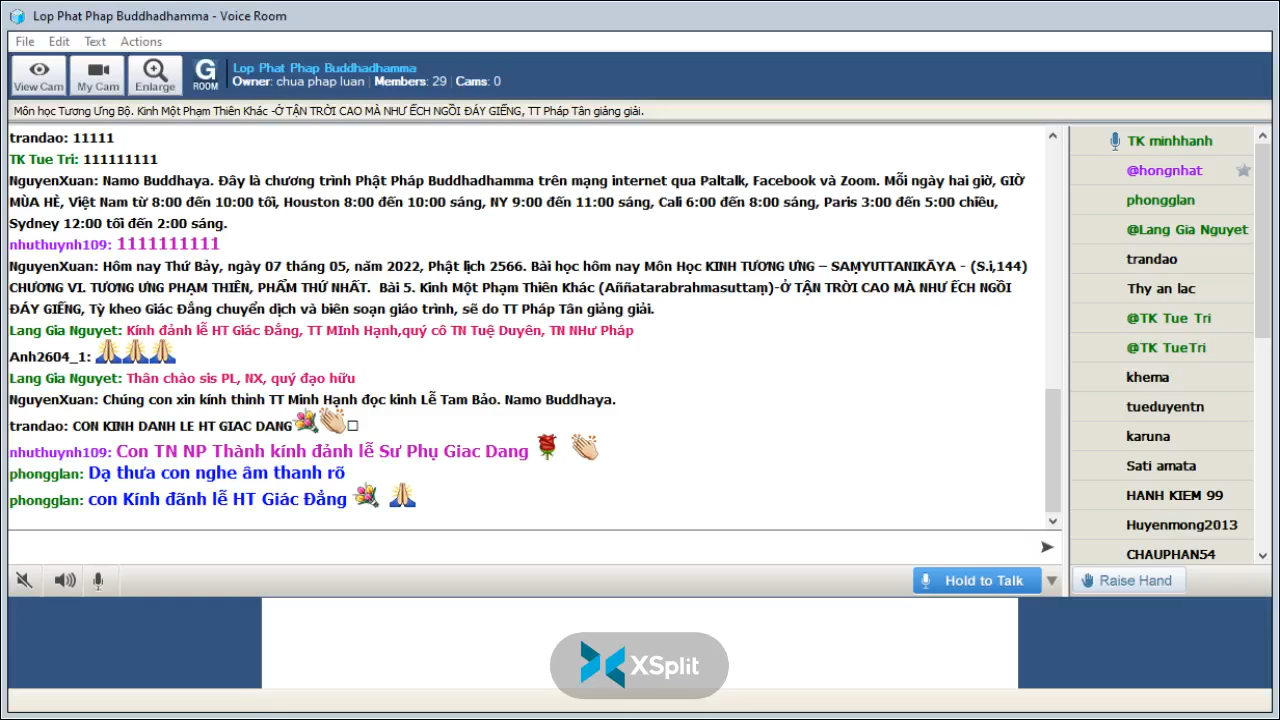 Lop Phat Phap Buddhadhamma - Voice Room
File Edit Text Actions
View Cam My Cam Enlarge G ROOM
Lop Phat Phap Buddhadhamma
Owner: chua phap luan | Members: 29 | Cams: 0
Môn học Tương Ưng Bộ. Kinh Một Phạm Thiên Khác -Ở TẬN TRỜI CAO MÀ NHƯ ẾCH NGỒI ĐÁY GIẾNG, TT Pháp Tân giảng giải.
trandao: 11111
TK Tue Tri: 111111111
NguyenXuan: Namo Buddhaya. Đây là chương trình Phật Pháp Buddhadhamma trên mạng internet qua Paltalk, Facebook và Zoom. Mỗi ngày hai giờ, GIỜ
MÙA HÈ, Việt Nam từ 8:00 đến 10:00 tối, Houston 8:00 đến 10:00 sáng, NY 9:00 đến 11:00 sáng, Cali 6:00 đến 8:00 sáng, Paris 3:00 đến 5:00 chiều,
Sydney 12:00 tối đến 2:00 sáng.
nhuthuynh109: 1111111111
NguyenXuan: Hôm nay Thứ Bảy, ngày 07 tháng 05, năm 2022, Phật lịch 2566. Bài học hôm nay Môn Học KINH TƯƠNG ƯNG – SAṂYUTTANIKĀYA - (S.i,144)
CHƯƠNG VI. TƯƠNG ƯNG PHẠM THIÊN, PHẨM THỨ NHẤT. Bài 5. Kinh Một Phạm Thiên Khác (Aññatarabrahmasuttaṃ)-Ở TẬN TRỜI CAO MÀ NHƯ ẾCH NGỒI
ĐÁY GIẾNG, Tỳ kheo Giác Đẳng chuyển dịch và biên soạn giáo trình, sẽ do TT Pháp Tân giảng giải.
Lang Gia Nguyet: Kính đảnh lễ HT Giác Đẳng, TT MInh Hạnh,quý cô TN Tuệ Duyên, TN NHư Pháp
Anh2604_1:
Lang Gia Nguyet: Thân chào sis PL, NX, quý đạo hữu
NguyenXuan: Chúng con xin kính thỉnh TT Minh Hạnh đọc kinh Lễ Tam Bảo. Namo Buddhaya.
trandao: CON KINH DANH LE HT GIAC DANG
nhuthuynh109: Con TN NP Thành kính đảnh lễ Sư Phụ Giac Dang
phongglan: Dạ thưa con nghe âm thanh rõ
phongglan: con Kính đãnh lễ HT Giác Đẳng
Hold to Talk
TK minhhanh
@hongnhat
phongglan
@Lang Gia Nguyet
trandao
Thy an lac
@TK Tue Tri
@TK TueTri
khema
tueduyentn
karuna
Sati amata
HANH KIEM 99
Huyenmong2013
CHAUPHAN54
Raise Hand
XSplit